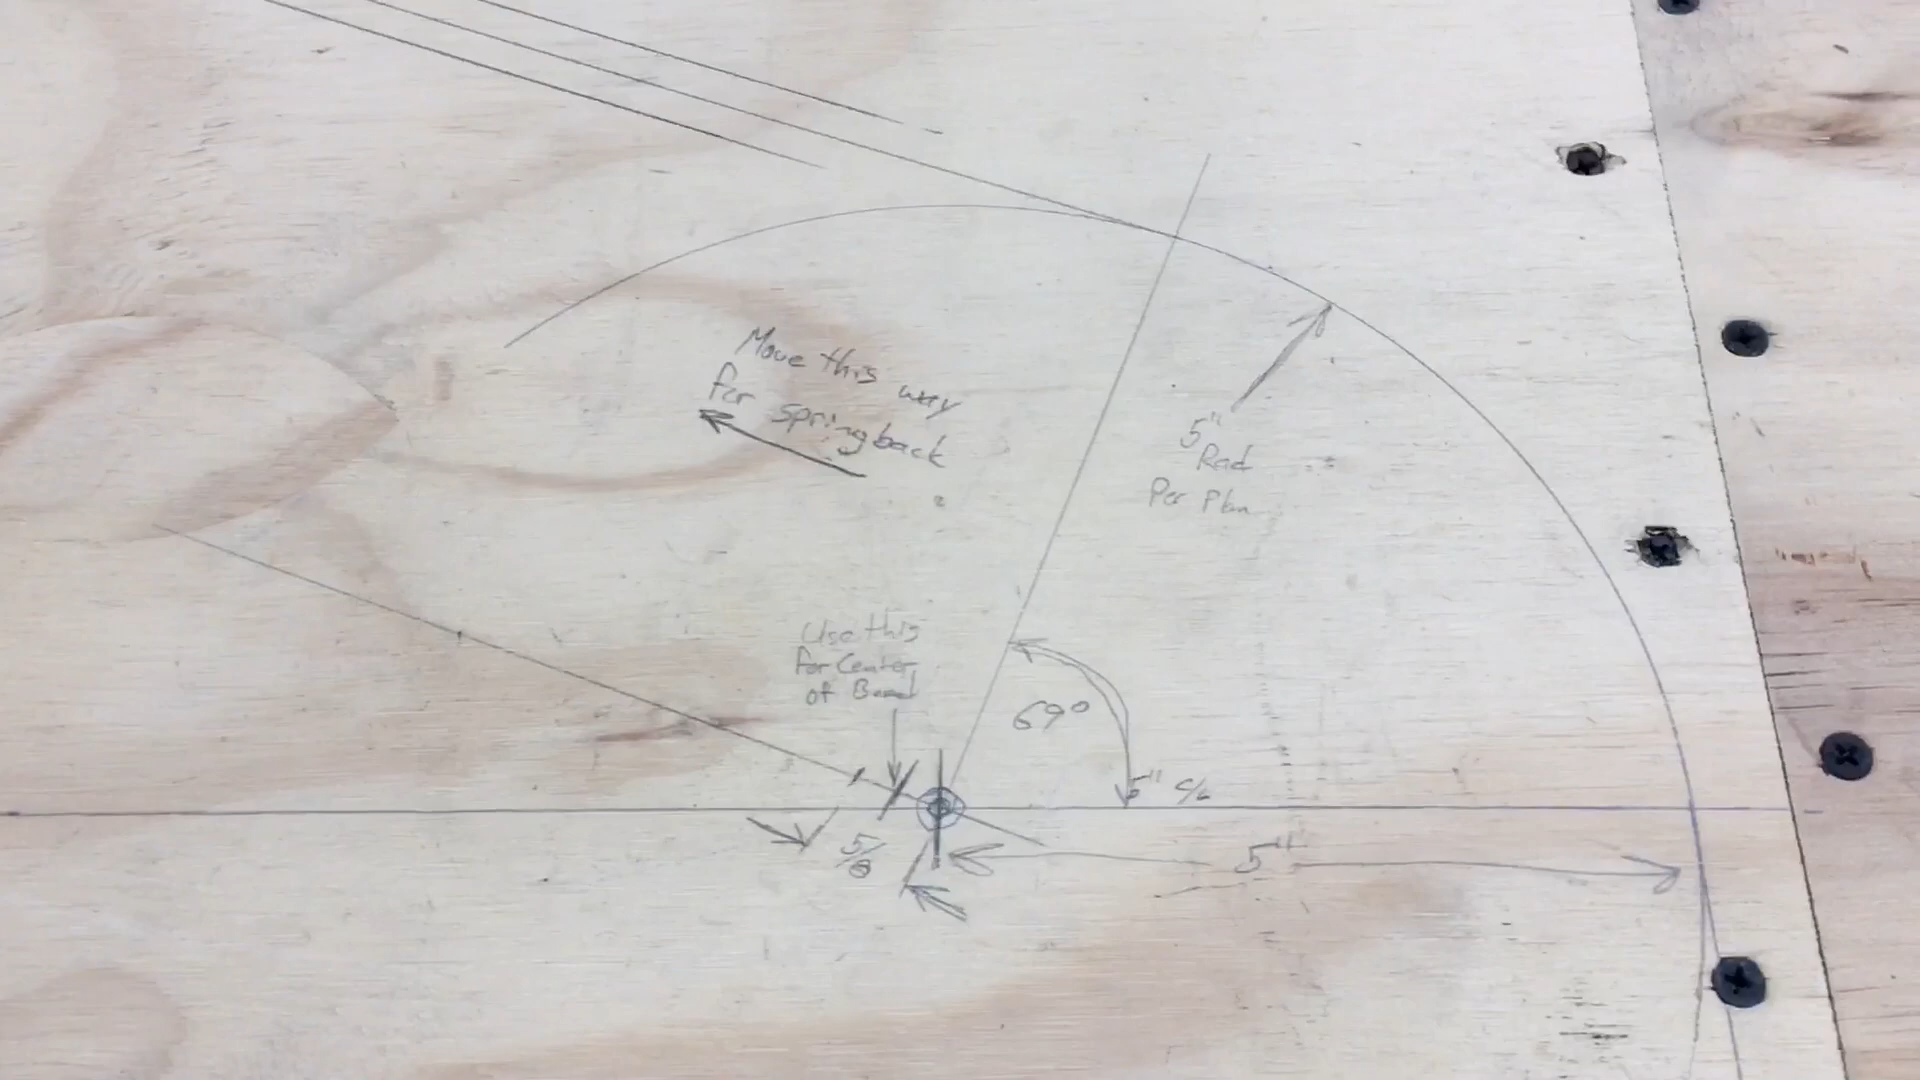 Move this way
for springback
5"
Rad
Per Plan
Use this
for Center
of Bend
69°
5" C/L
5/8
5"